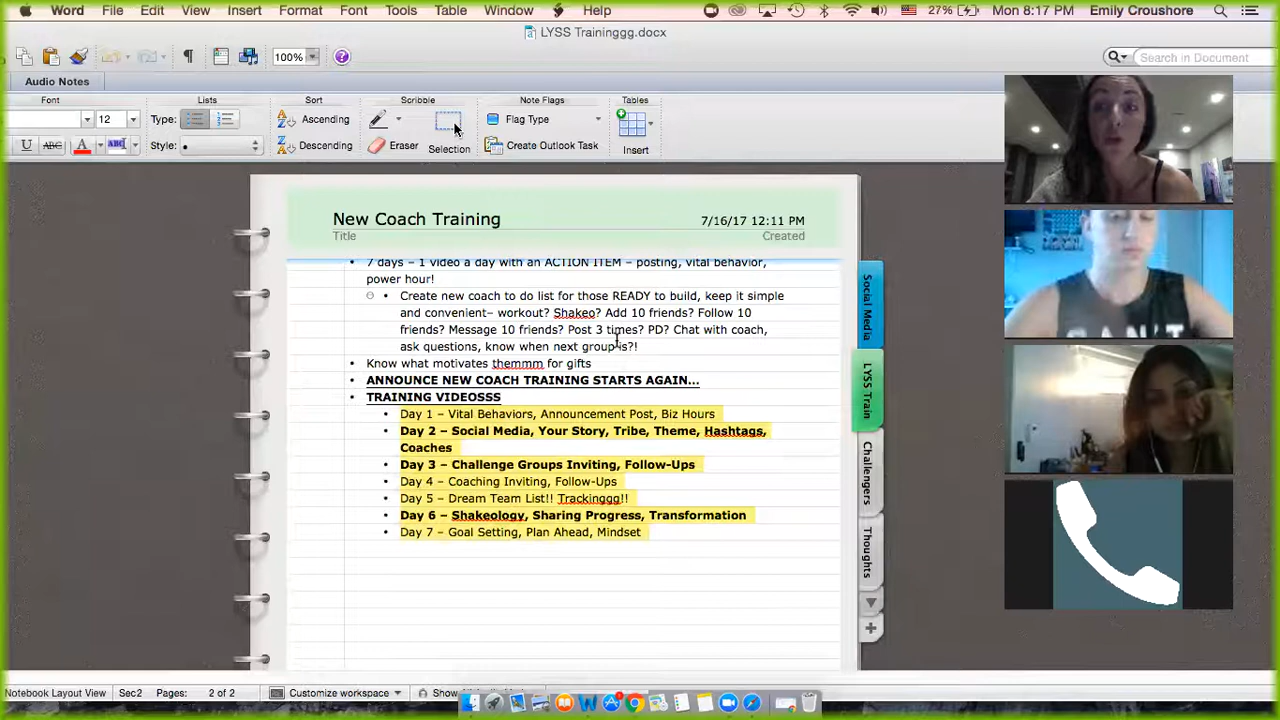 Word File Edit View Insert Format Font Tools Table Window Help 27% Mon 8:17 PM Emily Croushore
LYSS Traininggg.docx
100% Search in Document
Audio Notes
Font Lists Sort Scribble Note Flags Tables
12 Type: Ascending Flag Type
U ABC A Style: • Descending Eraser Selection Create Outlook Task Insert
New Coach Training 7/16/17 12:11 PM
Title Created
• 7 days – 1 video a day with an ACTION ITEM – posting, vital behavior,
power hour!
• Create new coach to do list for those READY to build, keep it simple
and convenient– workout? Shakeo? Add 10 friends? Follow 10
friends? Message 10 friends? Post 3 times? PD? Chat with coach,
ask questions, know when next group is?!
• Know what motivates themmm for gifts
• ANNOUNCE NEW COACH TRAINING STARTS AGAIN…
• TRAINING VIDEOSSS
• Day 1 – Vital Behaviors, Announcement Post, Biz Hours
• Day 2 – Social Media, Your Story, Tribe, Theme, Hashtags,
Coaches
• Day 3 – Challenge Groups Inviting, Follow-Ups
• Day 4 – Coaching Inviting, Follow-Ups
• Day 5 – Dream Team List!! Trackinggg!!
• Day 6 – Shakeology, Sharing Progress, Transformation
• Day 7 – Goal Setting, Plan Ahead, Mindset
Social Media
LYSS Train
Challengers
Thoughts
Notebook Layout View Sec2 Pages: 2 of 2 Customize workspace Show